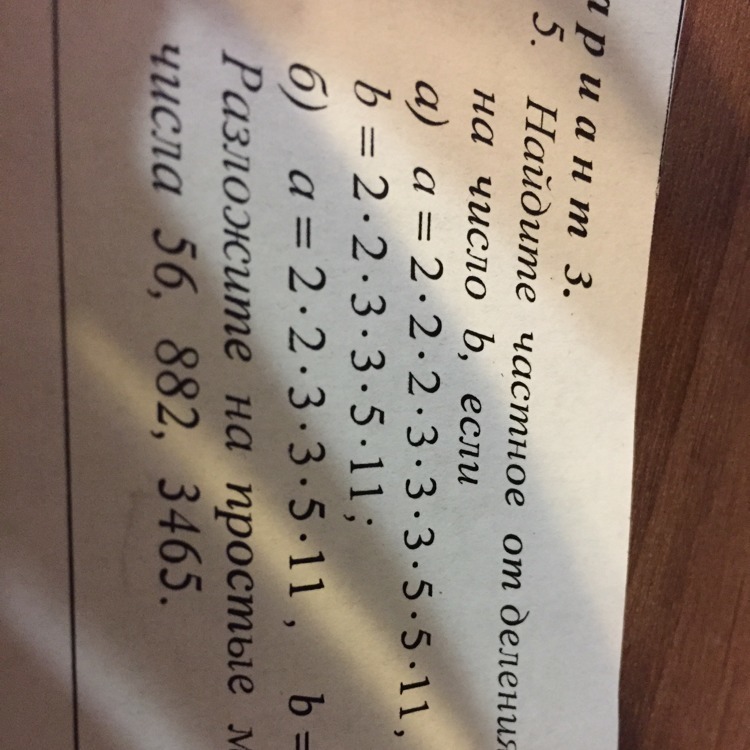 риант 3.
5. Найдите частное от деления
на число b, если
а) a = 2·2·2·3·3·3·5·5·11,
b = 2·2·3·3·5·11;
б) a = 2·2·3·3·5·11, b =
Разложите на простые
числа 56, 882, 3465.